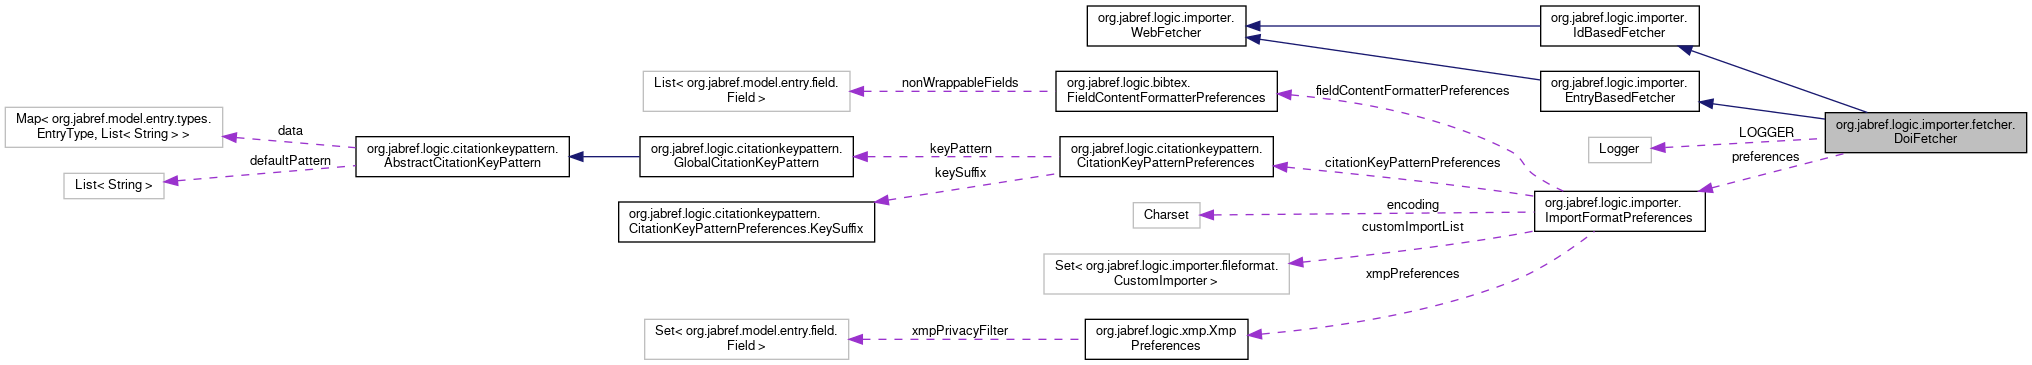 org.jabref.logic.importer.
WebFetcher
org.jabref.logic.importer.
IdBasedFetcher
List< org.jabref.model.entry.field.
Field >
nonWrappableFields
org.jabref.logic.bibtex.
FieldContentFormatterPreferences
fieldContentFormatterPreferences
org.jabref.logic.importer.
EntryBasedFetcher
Map< org.jabref.model.entry.types.
EntryType, List< String > >
data
defaultPattern
List< String >
org.jabref.logic.citationkeypattern.
AbstractCitationKeyPattern
org.jabref.logic.citationkeypattern.
GlobalCitationKeyPattern
keyPattern
keySuffix
org.jabref.logic.citationkeypattern.
CitationKeyPatternPreferences
citationKeyPatternPreferences
Logger
LOGGER
preferences
org.jabref.logic.importer.fetcher.
DoiFetcher
org.jabref.logic.citationkeypattern.
CitationKeyPatternPreferences.KeySuffix
Charset
encoding
customImportList
org.jabref.logic.importer.
ImportFormatPreferences
Set< org.jabref.logic.importer.fileformat.
CustomImporter >
xmpPreferences
Set< org.jabref.model.entry.field.
Field >
xmpPrivacyFilter
org.jabref.logic.xmp.Xmp
Preferences